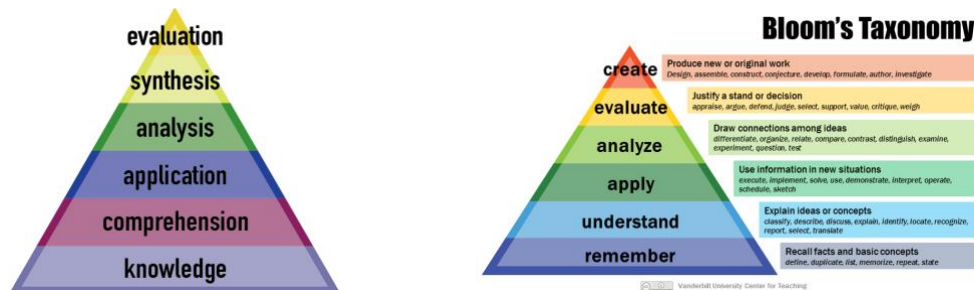 evaluation
synthesis
analysis
application
comprehension
knowledge
Bloom's Taxonomy
create
Produce new or original work
Design, assemble, construct, conjecture, develop, formulate, author, investigate
evaluate
Justify a stand or decision
appraise, argue, defend, judge, select, support, value, critique, weigh
analyze
Draw connections among ideas
differentiate, organize, relate, compare, contrast, distinguish, examine,
experiment, question, test
apply
Use information in new situations
execute, implement, solve, use, demonstrate, interpret, operate,
schedule, sketch
understand
Explain ideas or concepts
classify, describe, discuss, explain, identify, locate, recognize,
report, select, translate
remember
Recall facts and basic concepts
define, duplicate, list, memorize, repeat, state
Vanderbilt University Center for Teaching